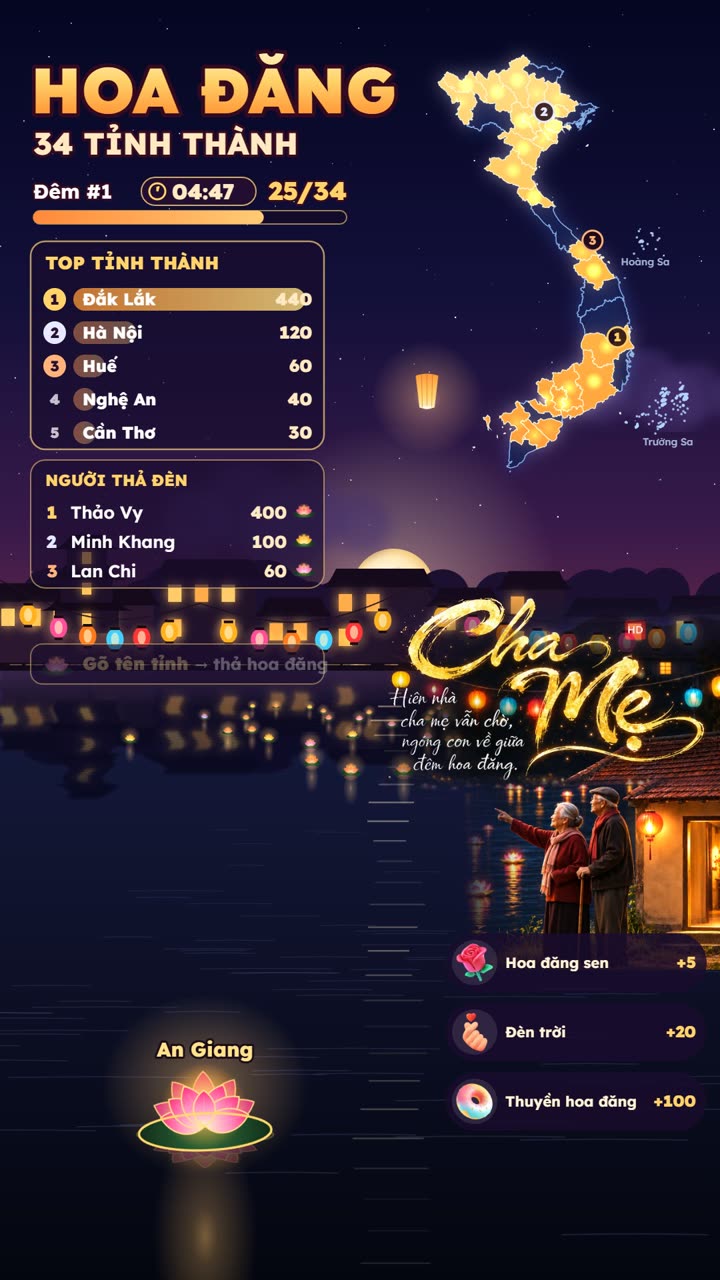 HOA ĐĂNG
34 TỈNH THÀNH
Đêm #1 04:47 25/34
TOP TỈNH THÀNH
1 Đắk Lắk 440
2 Hà Nội 120
3 Huế 60
4 Nghệ An 40
5 Cần Thơ 30
NGƯỜI THẢ ĐÈN
1 Thảo Vy 400
2 Minh Khang 100
3 Lan Chi 60
Gõ tên tỉnh → thả hoa đăng
2
3
Hoàng Sa
1
Trường Sa
Cha
HD
Mẹ
Hiên nhà
cha mẹ vẫn chờ,
ngóng con về giữa
đêm hoa đăng.
Hoa đăng sen +5
Đèn trời +20
Thuyền hoa đăng +100
An Giang